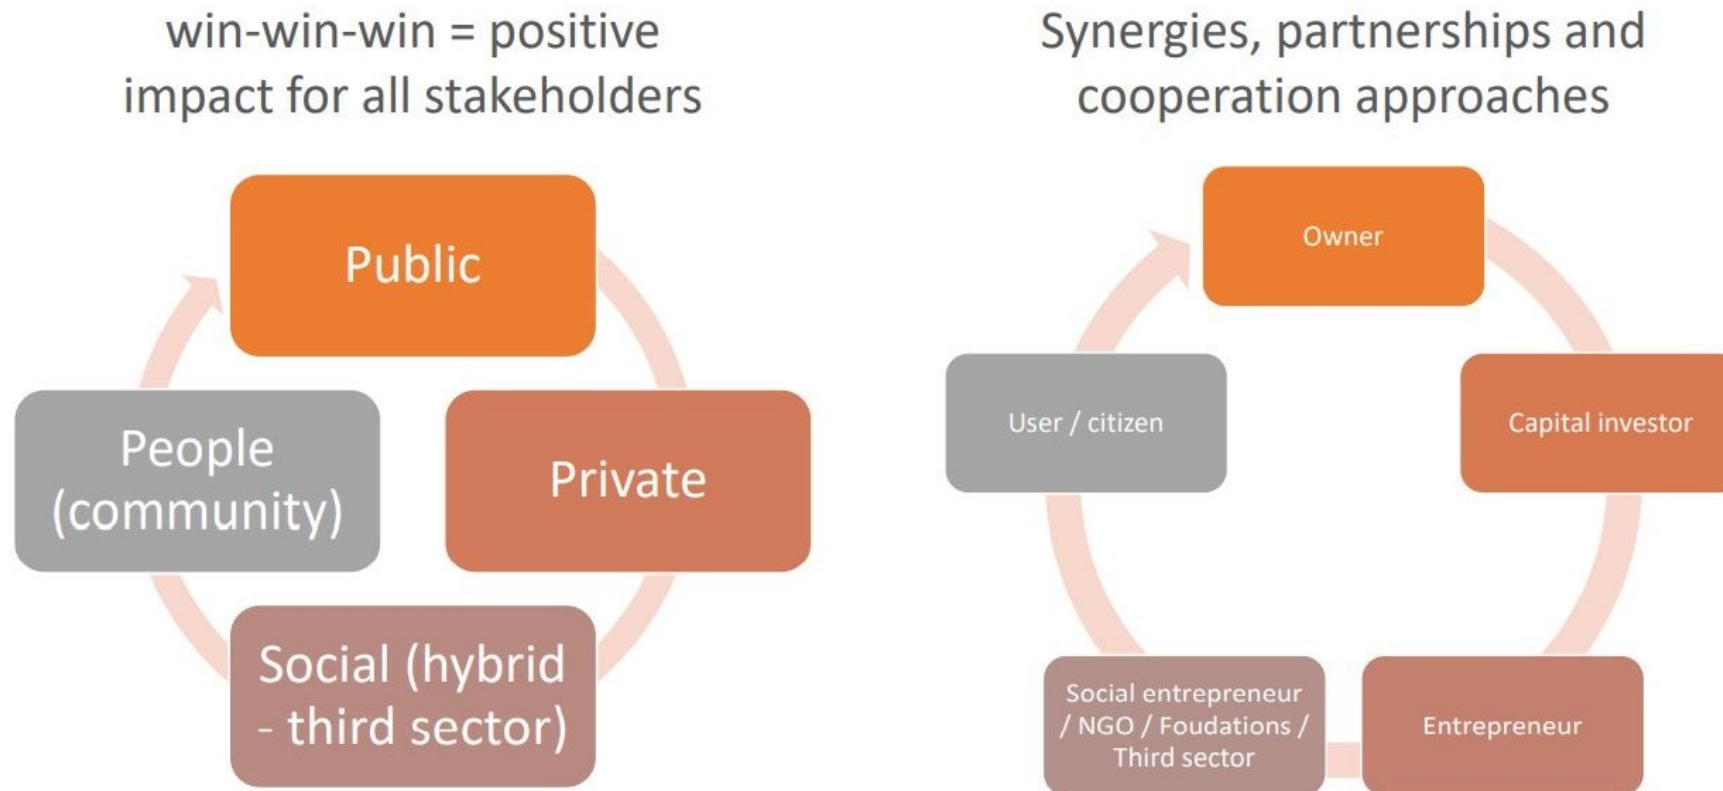 win-win-win = positive
impact for all stakeholders
Public
Private
Social (hybrid
- third sector)
People
(community)
Synergies, partnerships and
cooperation approaches
Owner
Capital investor
Entrepreneur
Social entrepreneur
/ NGO / Foudations /
Third sector
User / citizen